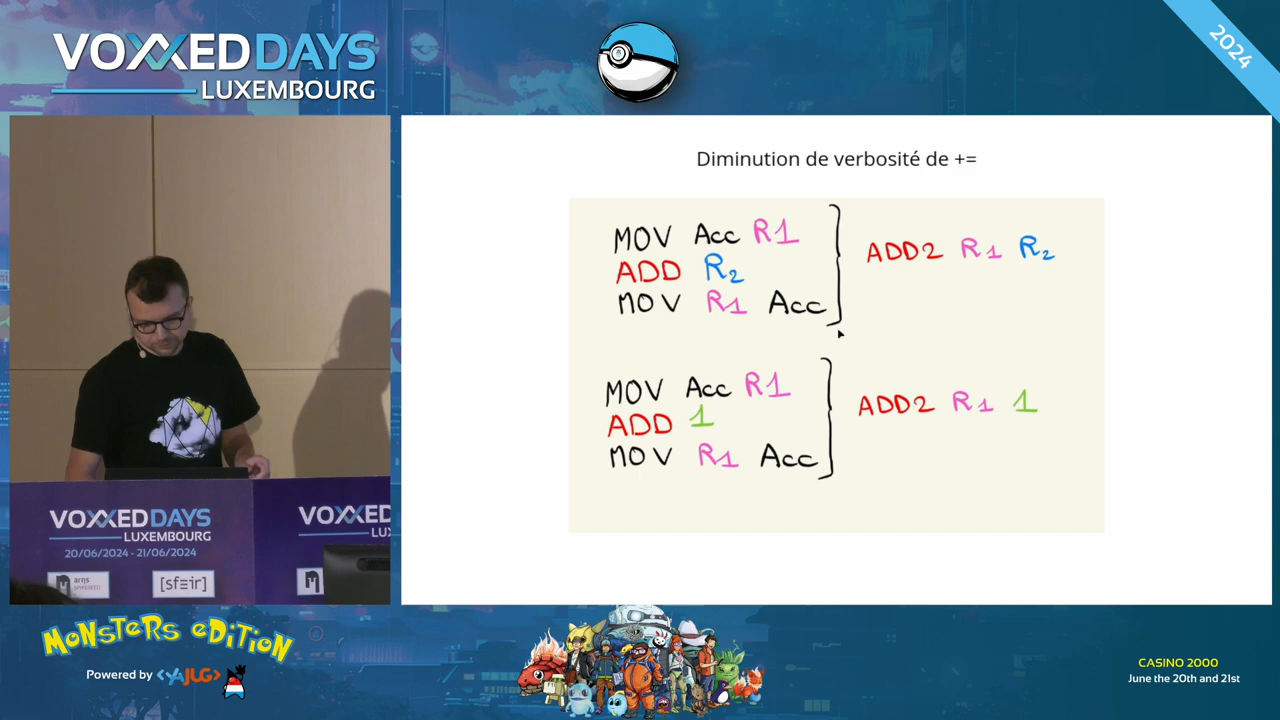 VOXXED DAYS
LUXEMBOURG
2024
Diminution de verbosité de +=
MOV Acc R1
ADD R2
MOV R1 Acc
ADD2 R1 R2
MOV Acc R1
ADD 1
MOV R1 Acc
ADD2 R1 1
VOXXED DAYS
LUXEMBOURG
20/06/2024 - 21/06/2024
[sfeir]
VOXXED
LU
MONSTERS EDITION
Powered by <YAJUG>
CASINO 2000
June the 20th and 21st